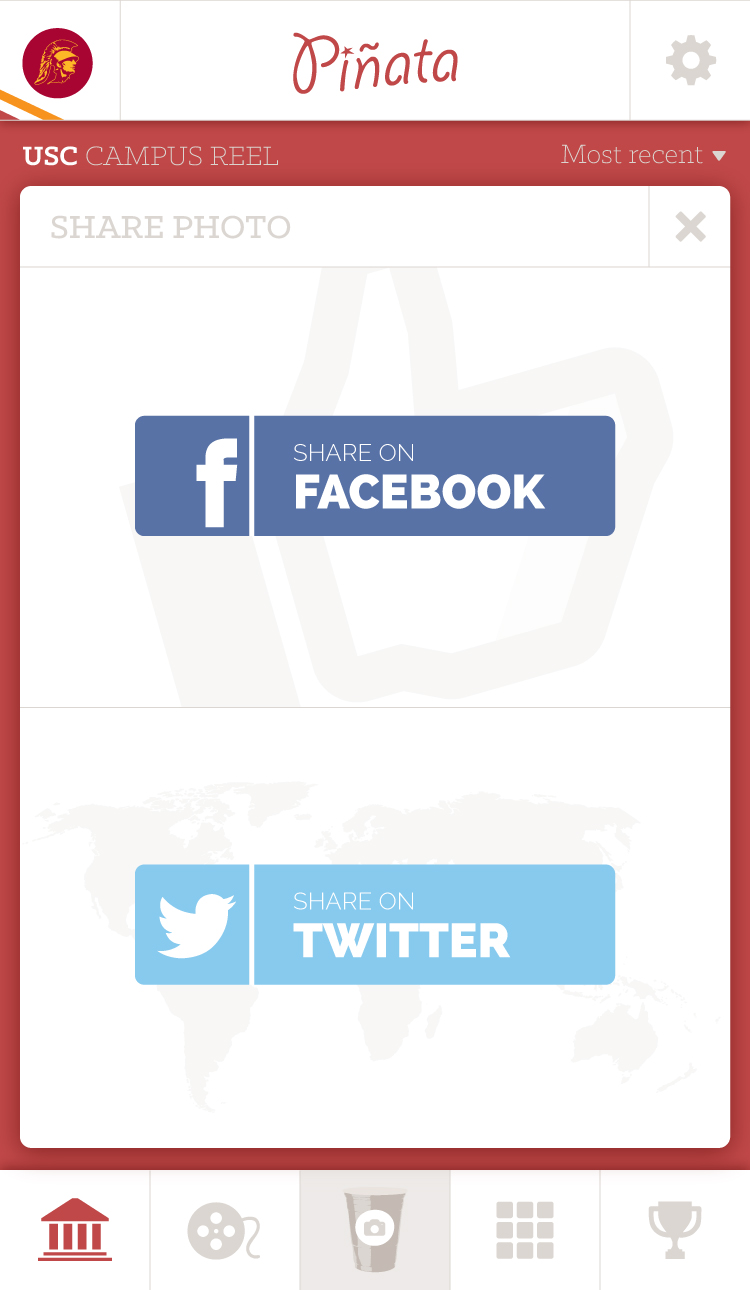 Piñata
USC CAMPUS REEL
Most recent
SHARE PHOTO
SHARE ON
FACEBOOK
SHARE ON
TWITTER